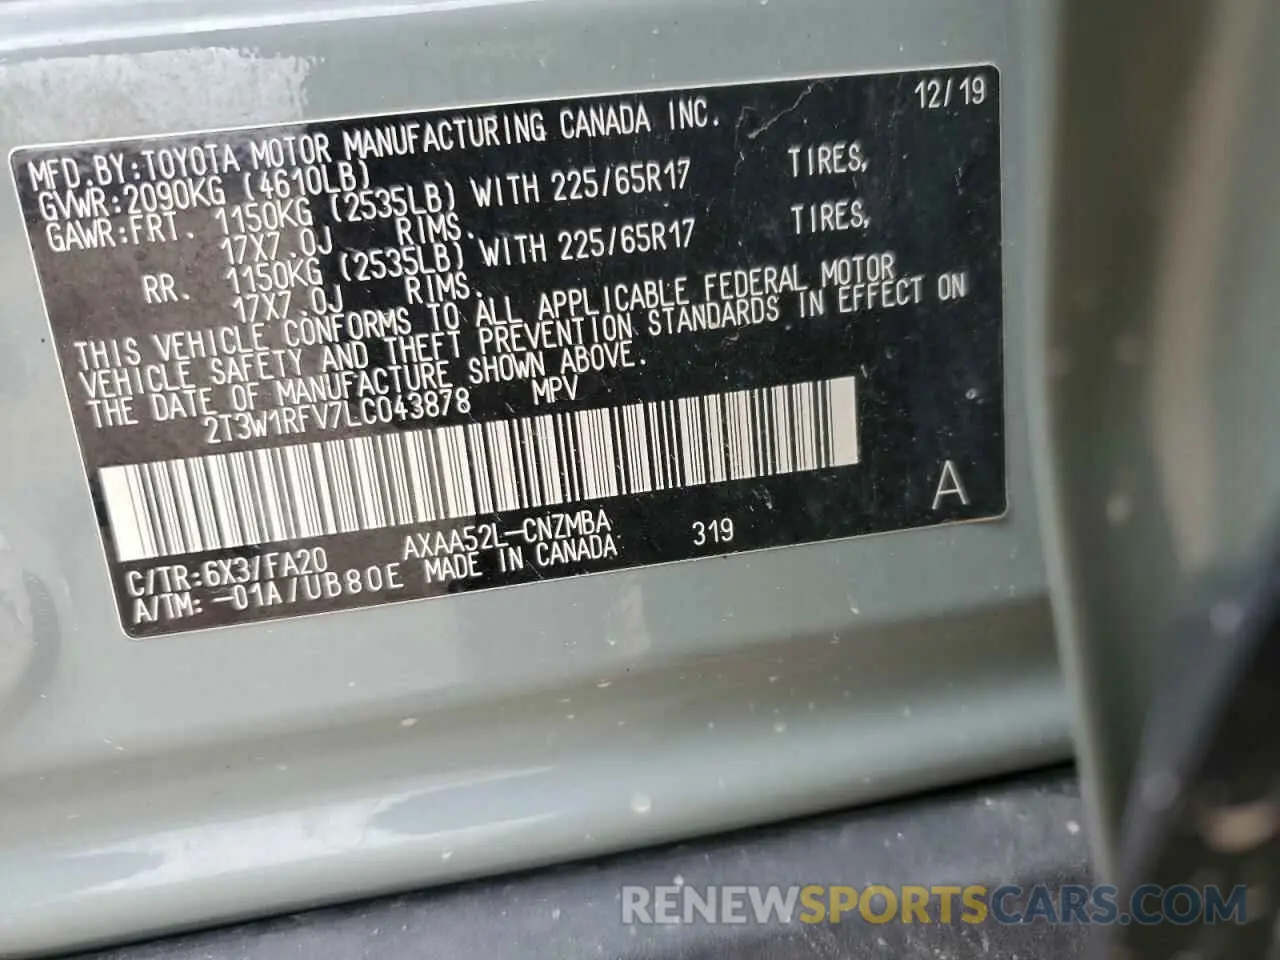 12/19
MFD.BY:TOYOTA MOTOR MANUFACTURING CANADA INC.
GVWR:2090KG (4610LB)
GAWR:FRT. 1150KG (2535LB) WITH 225/65R17 TIRES,
17X7.0J RIMS.
RR. 1150KG (2535LB) WITH 225/65R17 TIRES,
17X7.0J RIMS.
THIS VEHICLE CONFORMS TO ALL APPLICABLE FEDERAL MOTOR
VEHICLE SAFETY AND THEFT PREVENTION STANDARDS IN EFFECT ON
THE DATE OF MANUFACTURE SHOWN ABOVE.
2T3W1RFV7LC043878 MPV
A
C/TR:6X3/FA20 AXAA52L-CNZMBA 319
A/TM:-01A/UB80E MADE IN CANADA
RENEWSPORTSCARS.COM